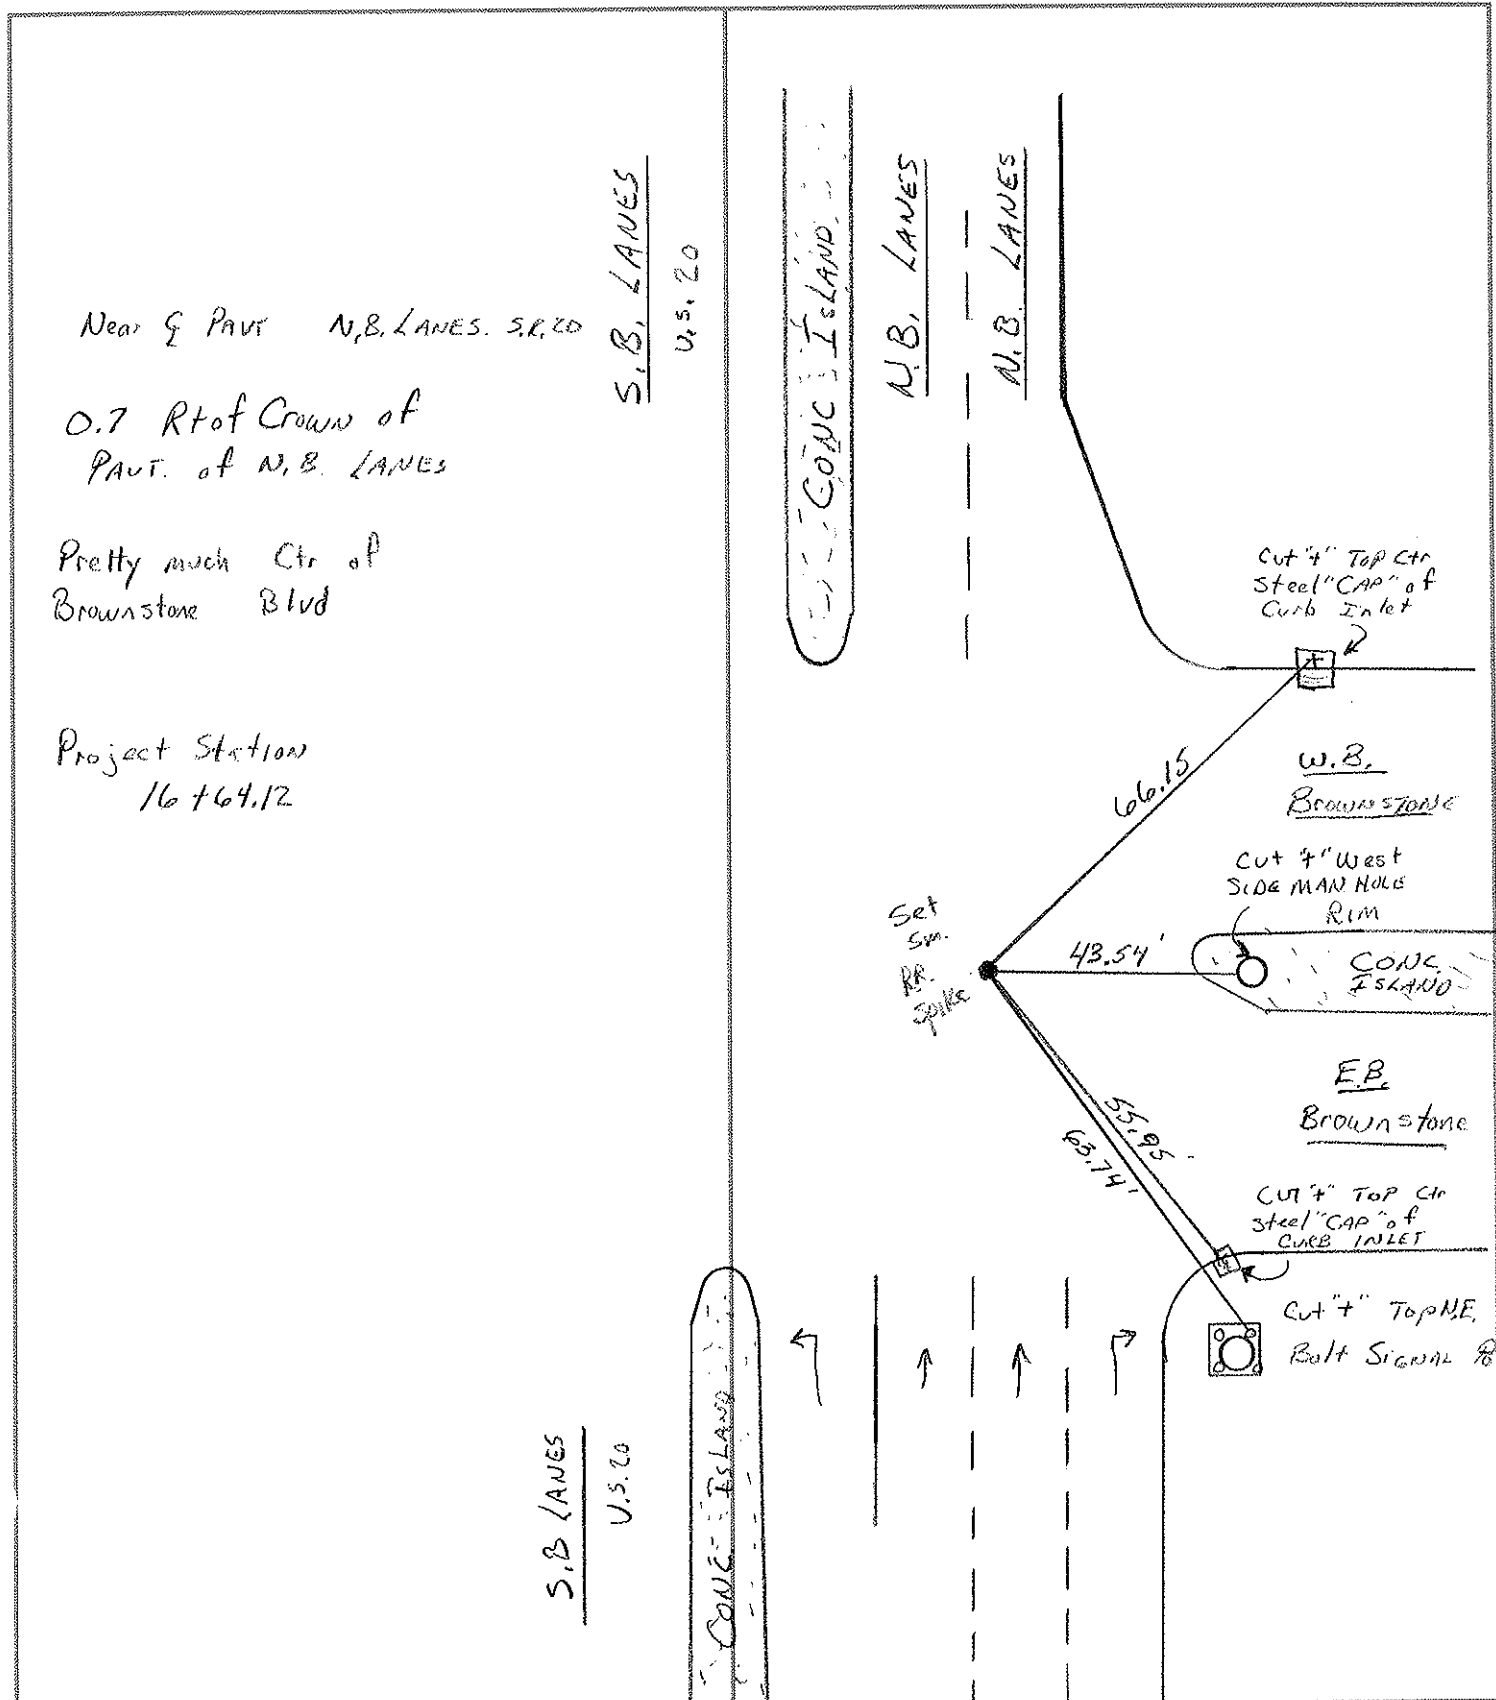 Near ℄ PAVT N.B. LANES. S.R. 20
0.7 Rt of Crown of
PAVT. of N.B. LANES
Pretty much Ctr of
Brownstone Blvd
Project Station
16+64.12
S.B. LANES
U.S. 20
CONC ISLAND
N.B. LANES
N.B. LANES
Cut "+" Top Ctr
Steel "CAP" of
Curb Inlet
66.15
W.B.
BROWNSTONE
Cut "+" West
SIDE MAN HOLE
RIM
Set
Sm.
RR.
Spike
43.54'
CONC.
ISLAND
E.B.
Brownstone
55.95'
63.74'
CUT "+" TOP Ctr
Steel "CAP" of
CURB INLET
Cut "+" Top N.E.
Bolt SIGNAL
S.B LANES
U.S. 20
CONC ISLAND